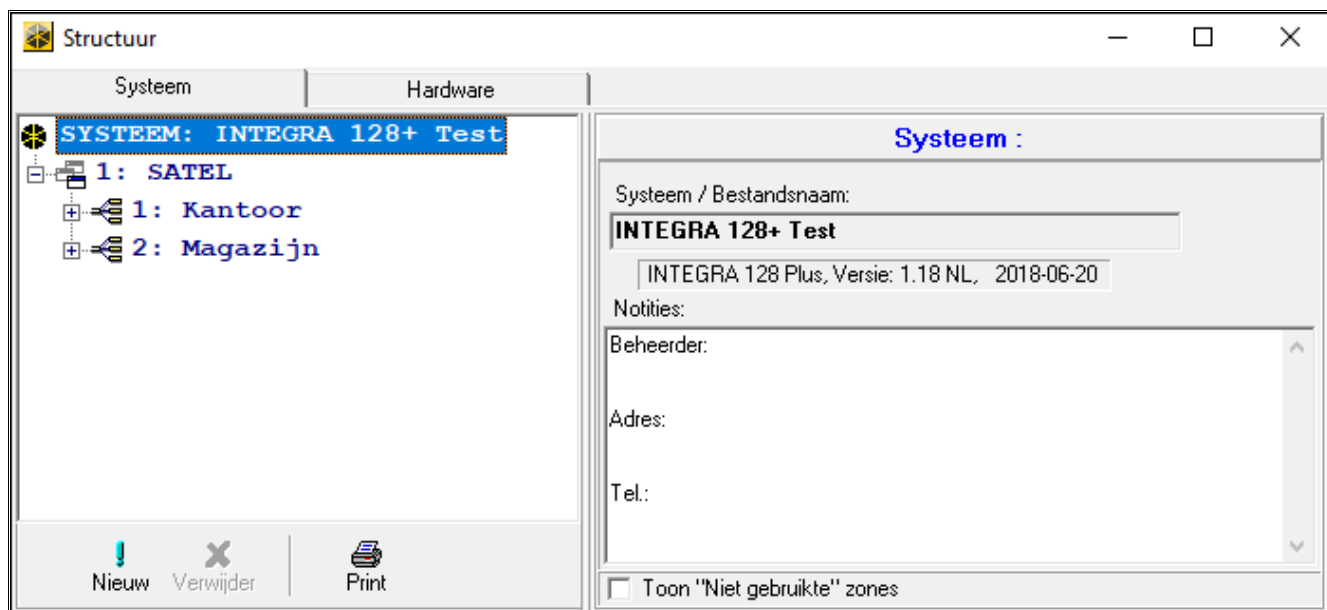 Structuur
Systeem
Hardware
SYSTEEM: INTEGRA 128+ Test
1: SATEL
1: Kantoor
2: Magazijn
Nieuw
Verwijder
Print
Systeem :
Systeem / Bestandsnaam:
INTEGRA 128+ Test
INTEGRA 128 Plus, Versie: 1.18 NL, 2018-06-20
Notities:
Beheerder:
Adres:
Tel.:
Toon "Niet gebruikte" zones